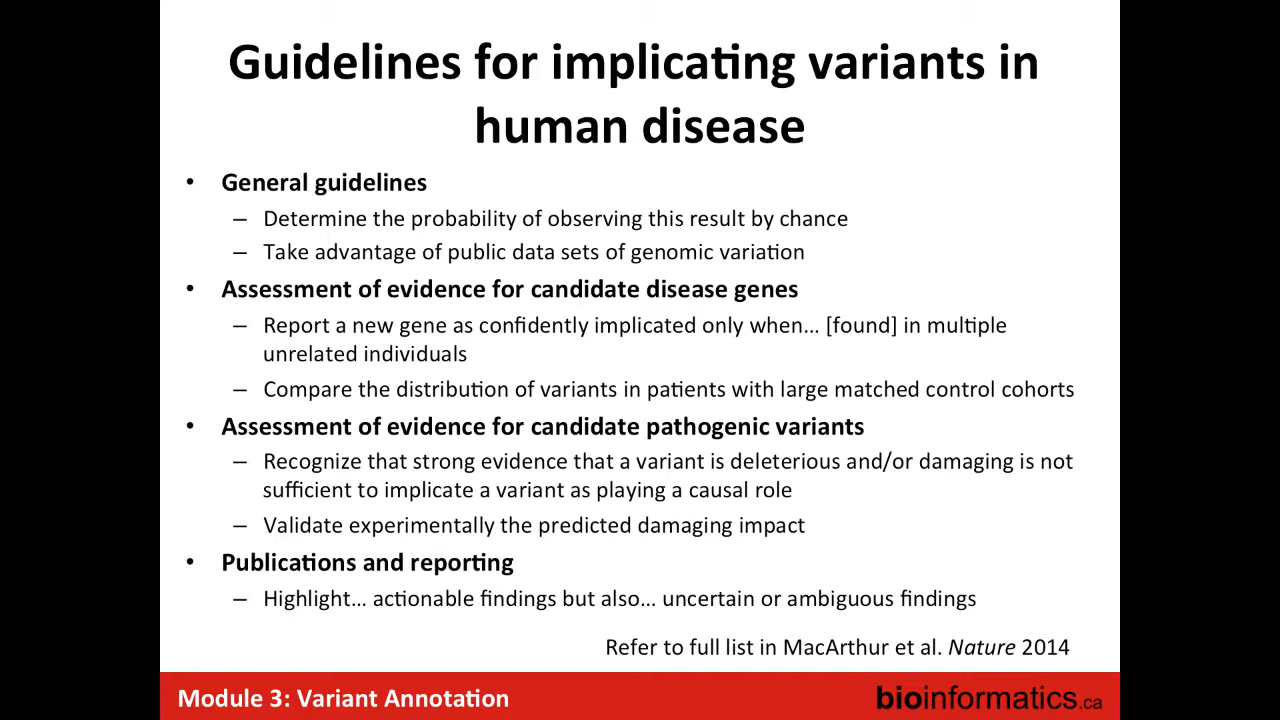 Guidelines for implicating variants in
human disease
• General guidelines
– Determine the probability of observing this result by chance
– Take advantage of public data sets of genomic variation
• Assessment of evidence for candidate disease genes
– Report a new gene as confidently implicated only when… [found] in multiple
unrelated individuals
– Compare the distribution of variants in patients with large matched control cohorts
• Assessment of evidence for candidate pathogenic variants
– Recognize that strong evidence that a variant is deleterious and/or damaging is not
sufficient to implicate a variant as playing a causal role
– Validate experimentally the predicted damaging impact
• Publications and reporting
– Highlight… actionable findings but also… uncertain or ambiguous findings
Refer to full list in MacArthur et al. Nature 2014
Module 3: Variant Annotation
bioinformatics.ca